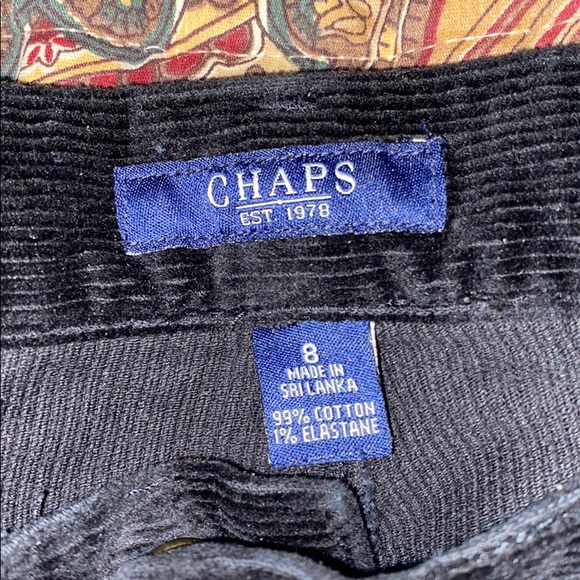 CHAPS
EST 1978
8
MADE IN
SRI LANKA
99% COTTON
1% ELASTANE